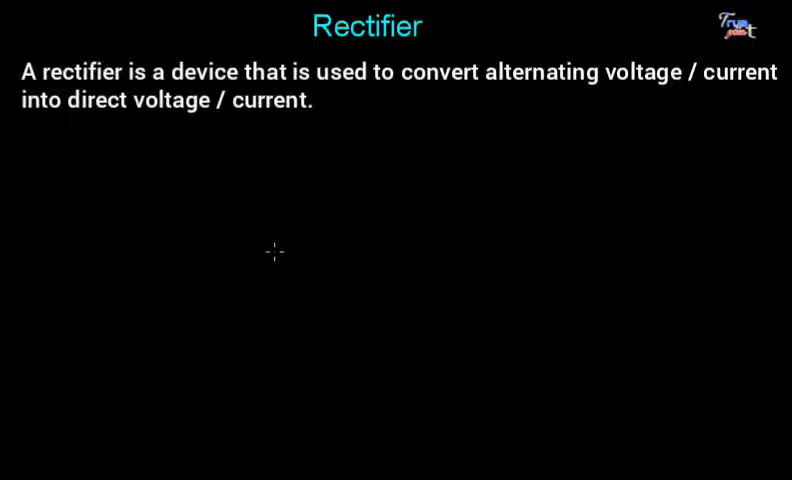 Rectifier
A rectifier is a device that is used to convert alternating voltage / current
into direct voltage / current.